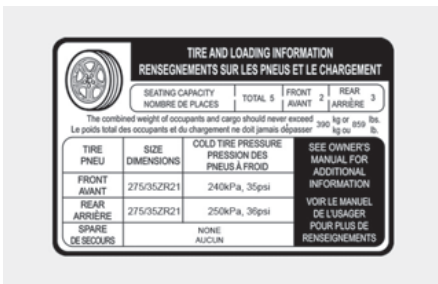 TIRE AND LOADING INFORMATION
RENSEGNEMENTS SUR LES PNEUS ET LE CHARGEMENT
SEATING CAPACITY
NOMBRE DE PLACES
TOTAL 5
FRONT
AVANT
2
REAR
ARRIÈRE
3
The combined weight of occupants and cargo should never exceed 390 kg or 859 lbs.
Le poids total des occupants et du chargement ne doit jamais dépasser kg ou lb.
TIRE
PNEU
SIZE
DIMENSIONS
COLD TIRE PRESSURE
PRESSION DES
PNEUS À FROID
SEE OWNER'S
MANUAL FOR
ADDITIONAL
INFORMATION
FRONT
AVANT
275/35ZR21
240kPa, 35psi
REAR
ARRIÈRE
275/35ZR21
250kPa, 36psi
SPARE
DE SECOURS
NONE
AUCUN
VOIR LE MANUEL
DE L'USAGER
POUR PLUS DE
RENSEIGNEMENTS